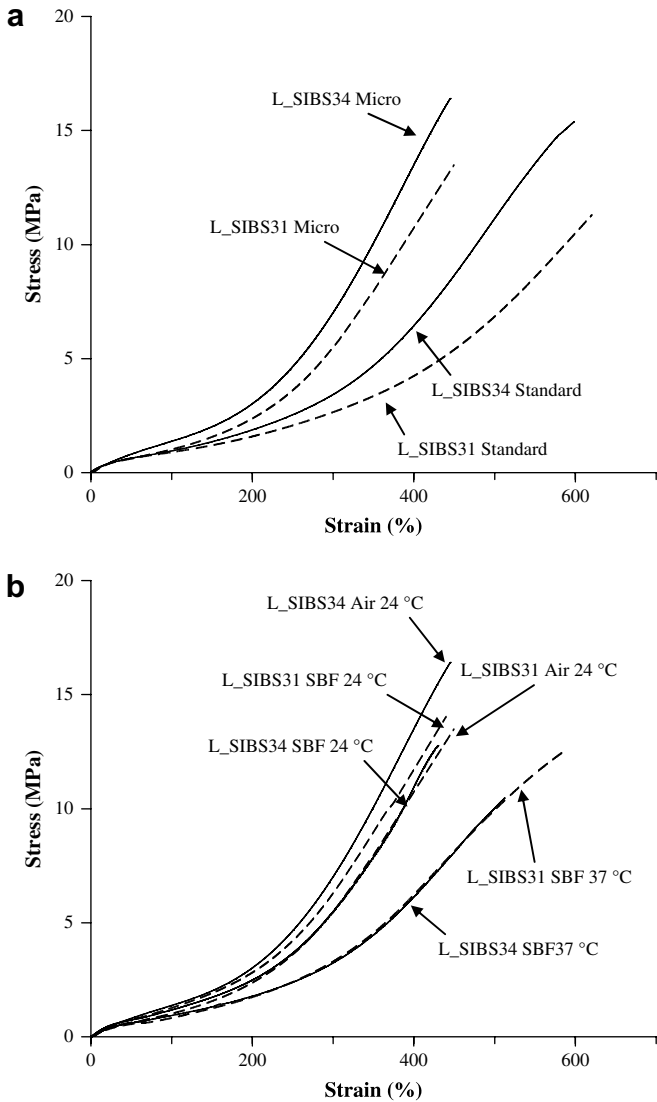 a
20
15
10
5
0
Stress (MPa)
L_SIBS34 Micro
L_SIBS31 Micro
L_SIBS34 Standard
L_SIBS31 Standard
0
200
400
600
Strain (%)
b
20
15
10
5
0
Stress (MPa)
L_SIBS34 Air 24 °C
L_SIBS31 SBF 24 °C
L_SIBS31 Air 24 °C
L_SIBS34 SBF 24 °C
L_SIBS31 SBF 37 °C
L_SIBS34 SBF37 °C
0
200
400
600
Strain (%)